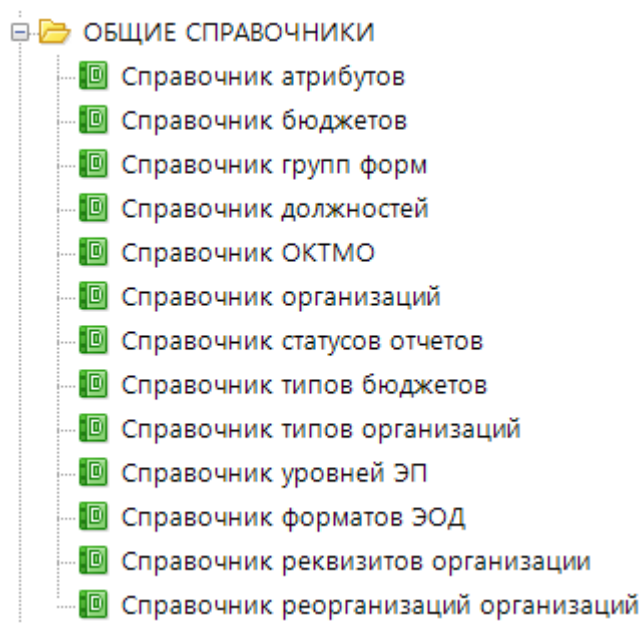 ОБЩИЕ СПРАВОЧНИКИ
Справочник атрибутов
Справочник бюджетов
Справочник групп форм
Справочник должностей
Справочник ОКТМО
Справочник организаций
Справочник статусов отчетов
Справочник типов бюджетов
Справочник типов организаций
Справочник уровней ЭП
Справочник форматов ЭОД
Справочник реквизитов организации
Справочник реорганизаций организаций